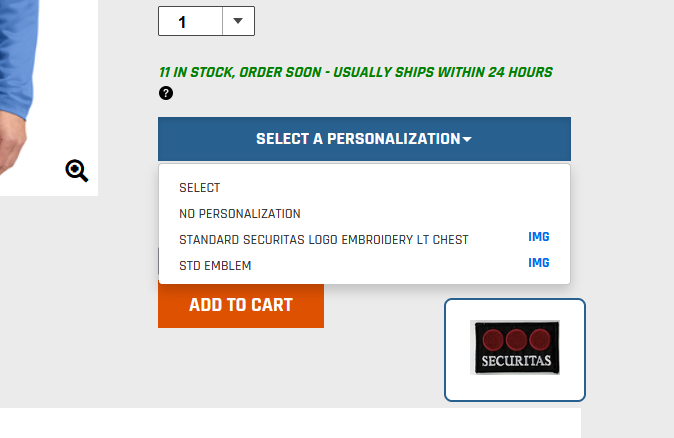 1
11 IN STOCK, ORDER SOON - USUALLY SHIPS WITHIN 24 HOURS
?
SELECT A PERSONALIZATION
SELECT
NO PERSONALIZATION
STANDARD SECURITAS LOGO EMBROIDERY LT CHEST IMG
STD EMBLEM IMG
ADD TO CART
SECURITAS